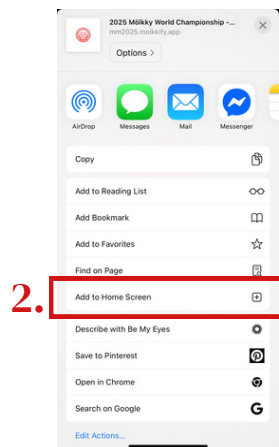 2025 Mölkky World Championship -...
mm2025.molkkify.app
Options >
AirDrop
Messages
Mail
Messenger
Copy
Add to Reading List
Add Bookmark
Add to Favorites
Find on Page
2.
Add to Home Screen
Describe with Be My Eyes
Save to Pinterest
Open in Chrome
Search on Google
Edit Actions...